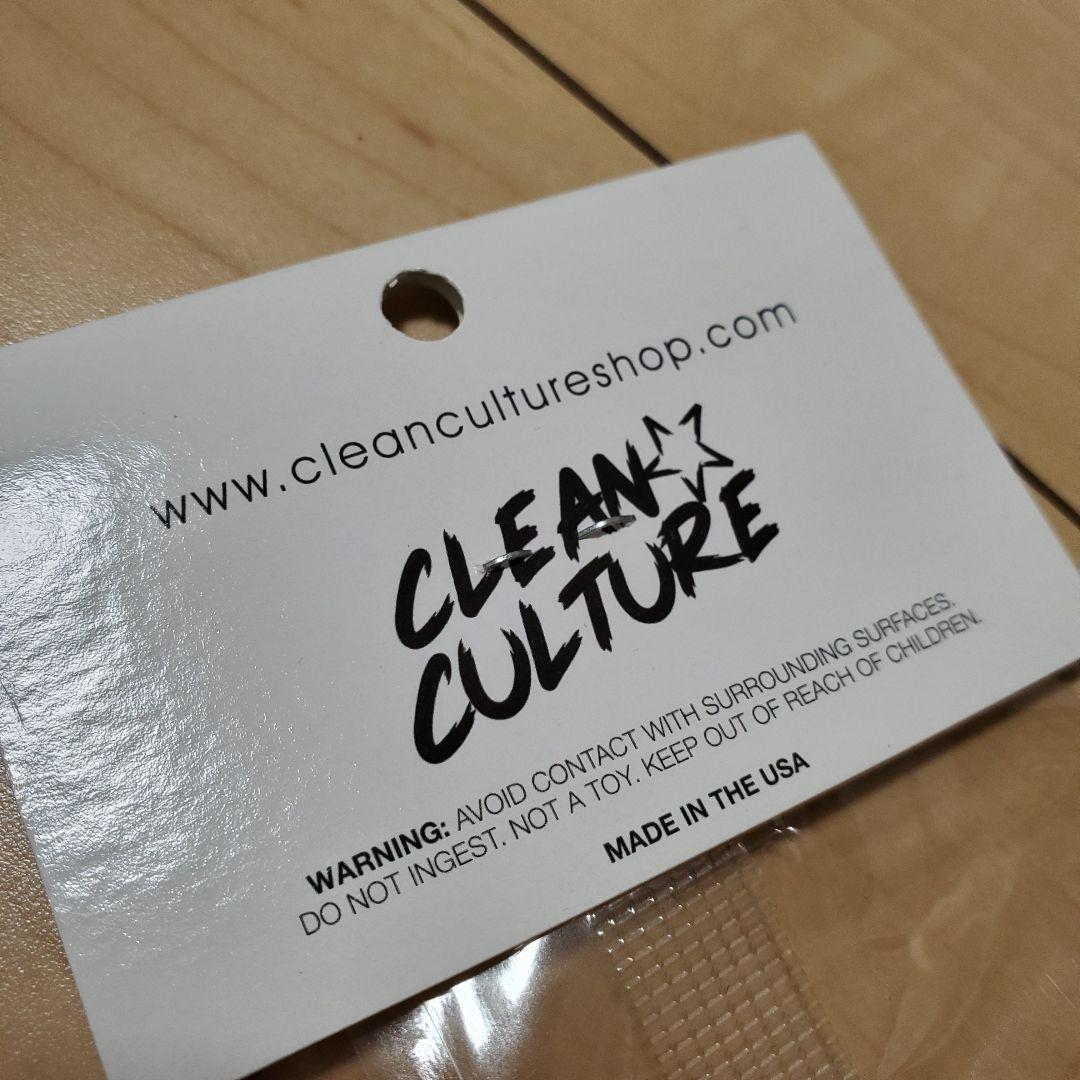 www.cleancultureshop.com
CLEAN
CULTURE
WARNING: AVOID CONTACT WITH SURROUNDING SURFACES.
DO NOT INGEST. NOT A TOY. KEEP OUT OF REACH OF CHILDREN.
MADE IN THE USA